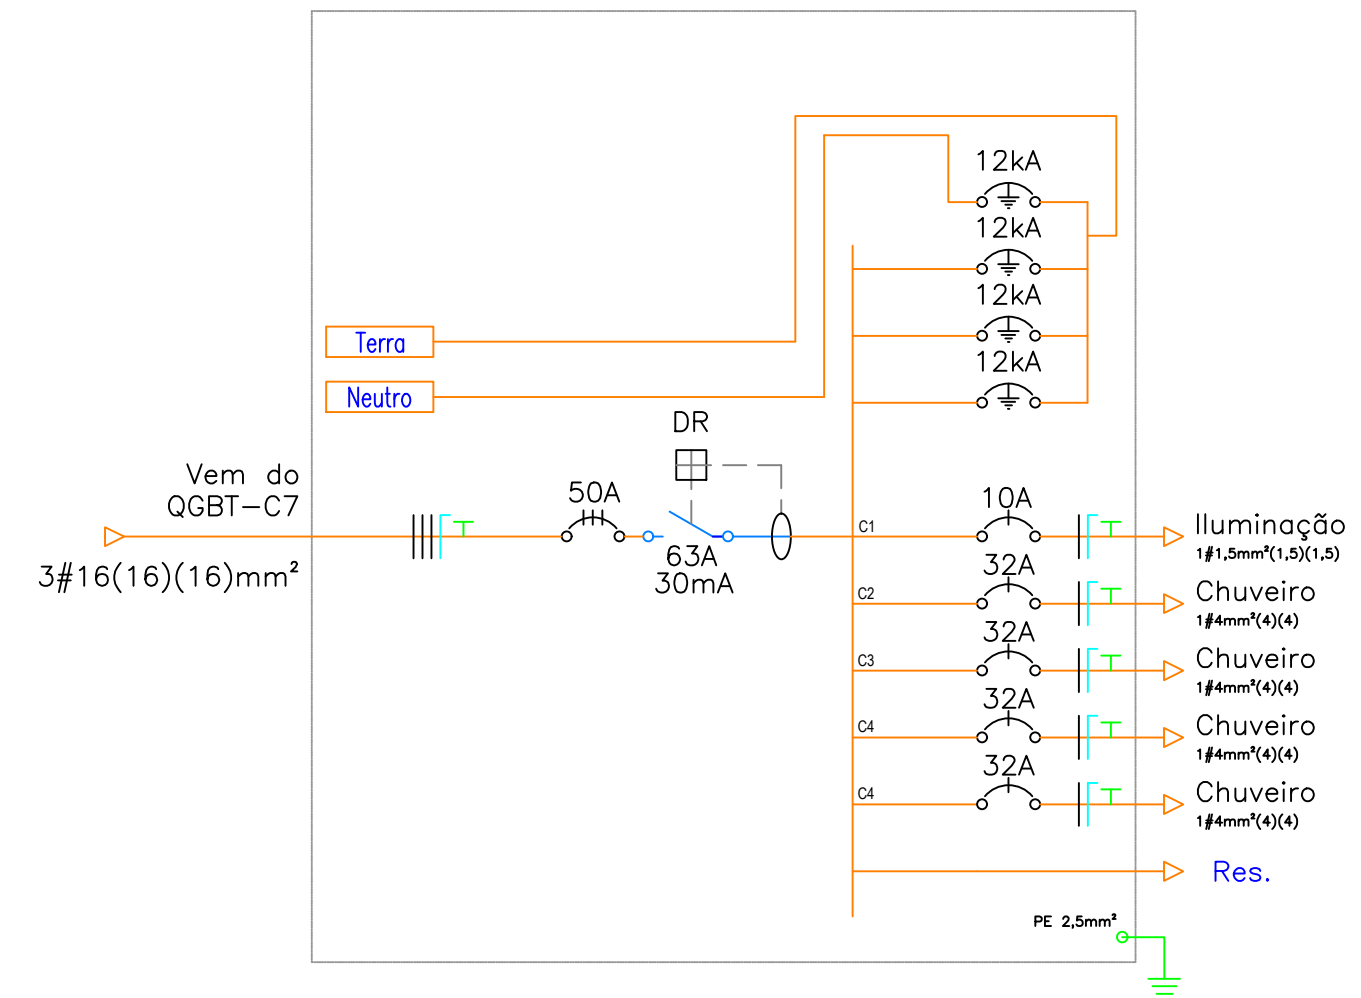 12kA
12kA
12kA
12kA
Terra
Neutro
DR
Vem do
QGBT-C7
3#16(16)(16)mm²
50A
63A
30mA
C1
10A
Iluminação
1#1,5mm²(1,5)(1,5)
C2
32A
Chuveiro
1#4mm²(4)(4)
C3
32A
Chuveiro
1#4mm²(4)(4)
C4
32A
Chuveiro
1#4mm²(4)(4)
C4
32A
Chuveiro
1#4mm²(4)(4)
Res.
PE 2,5mm²